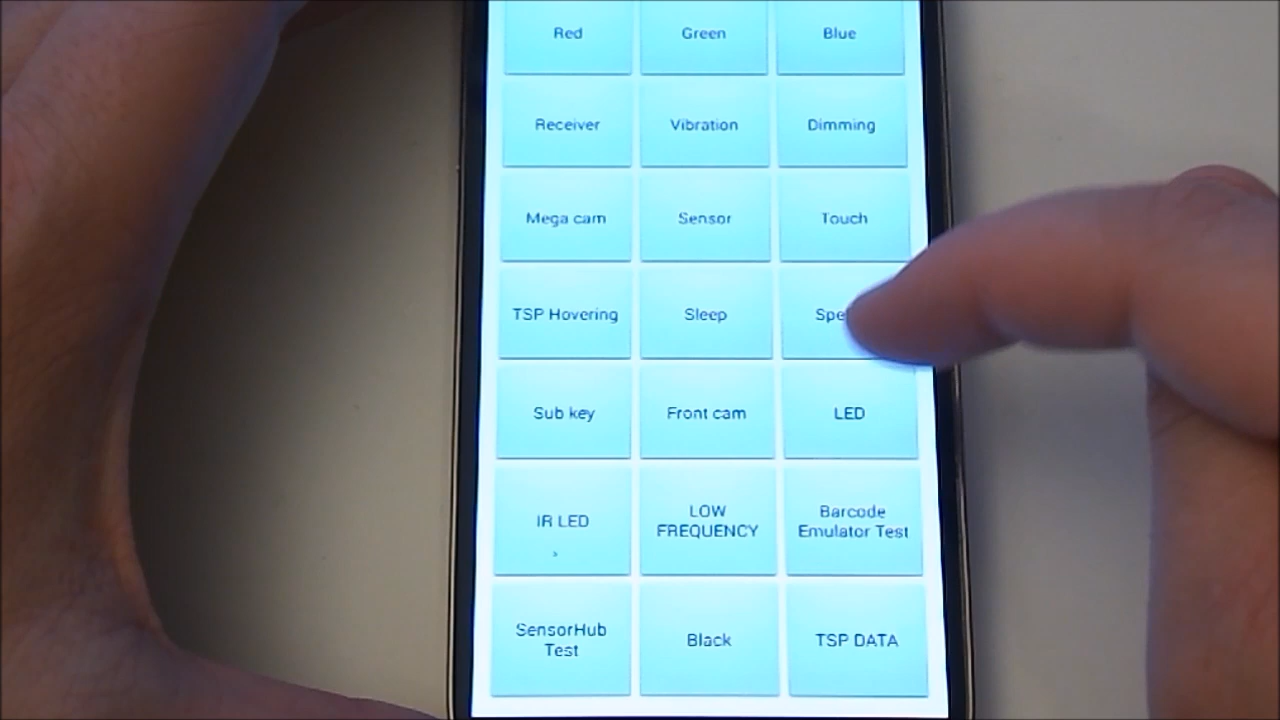 Red
Green
Blue
Receiver
Vibration
Dimming
Mega cam
Sensor
Touch
TSP Hovering
Sleep
Sub key
Front cam
LED
IR LED
LOW
FREQUENCY
Barcode
Emulator Test
SensorHub
Test
Black
TSP DATA